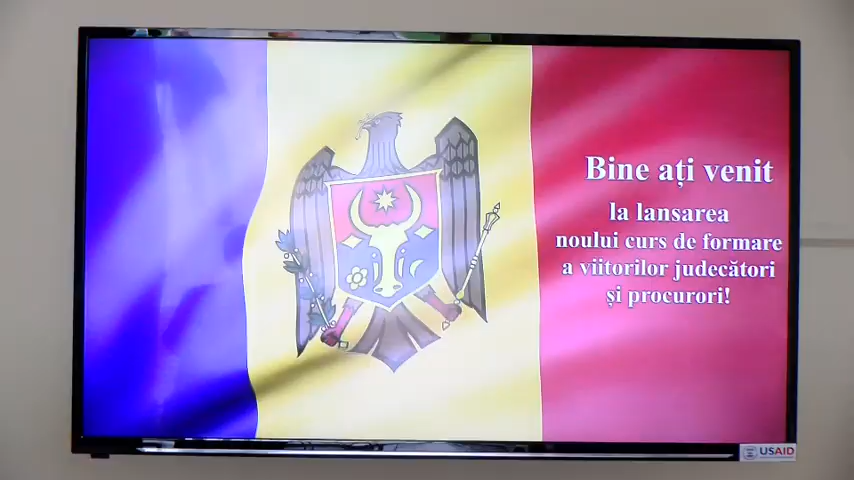 Bine ați venit
la lansarea
noului curs de formare
a viitorilor judecători
și procurori!
USAID